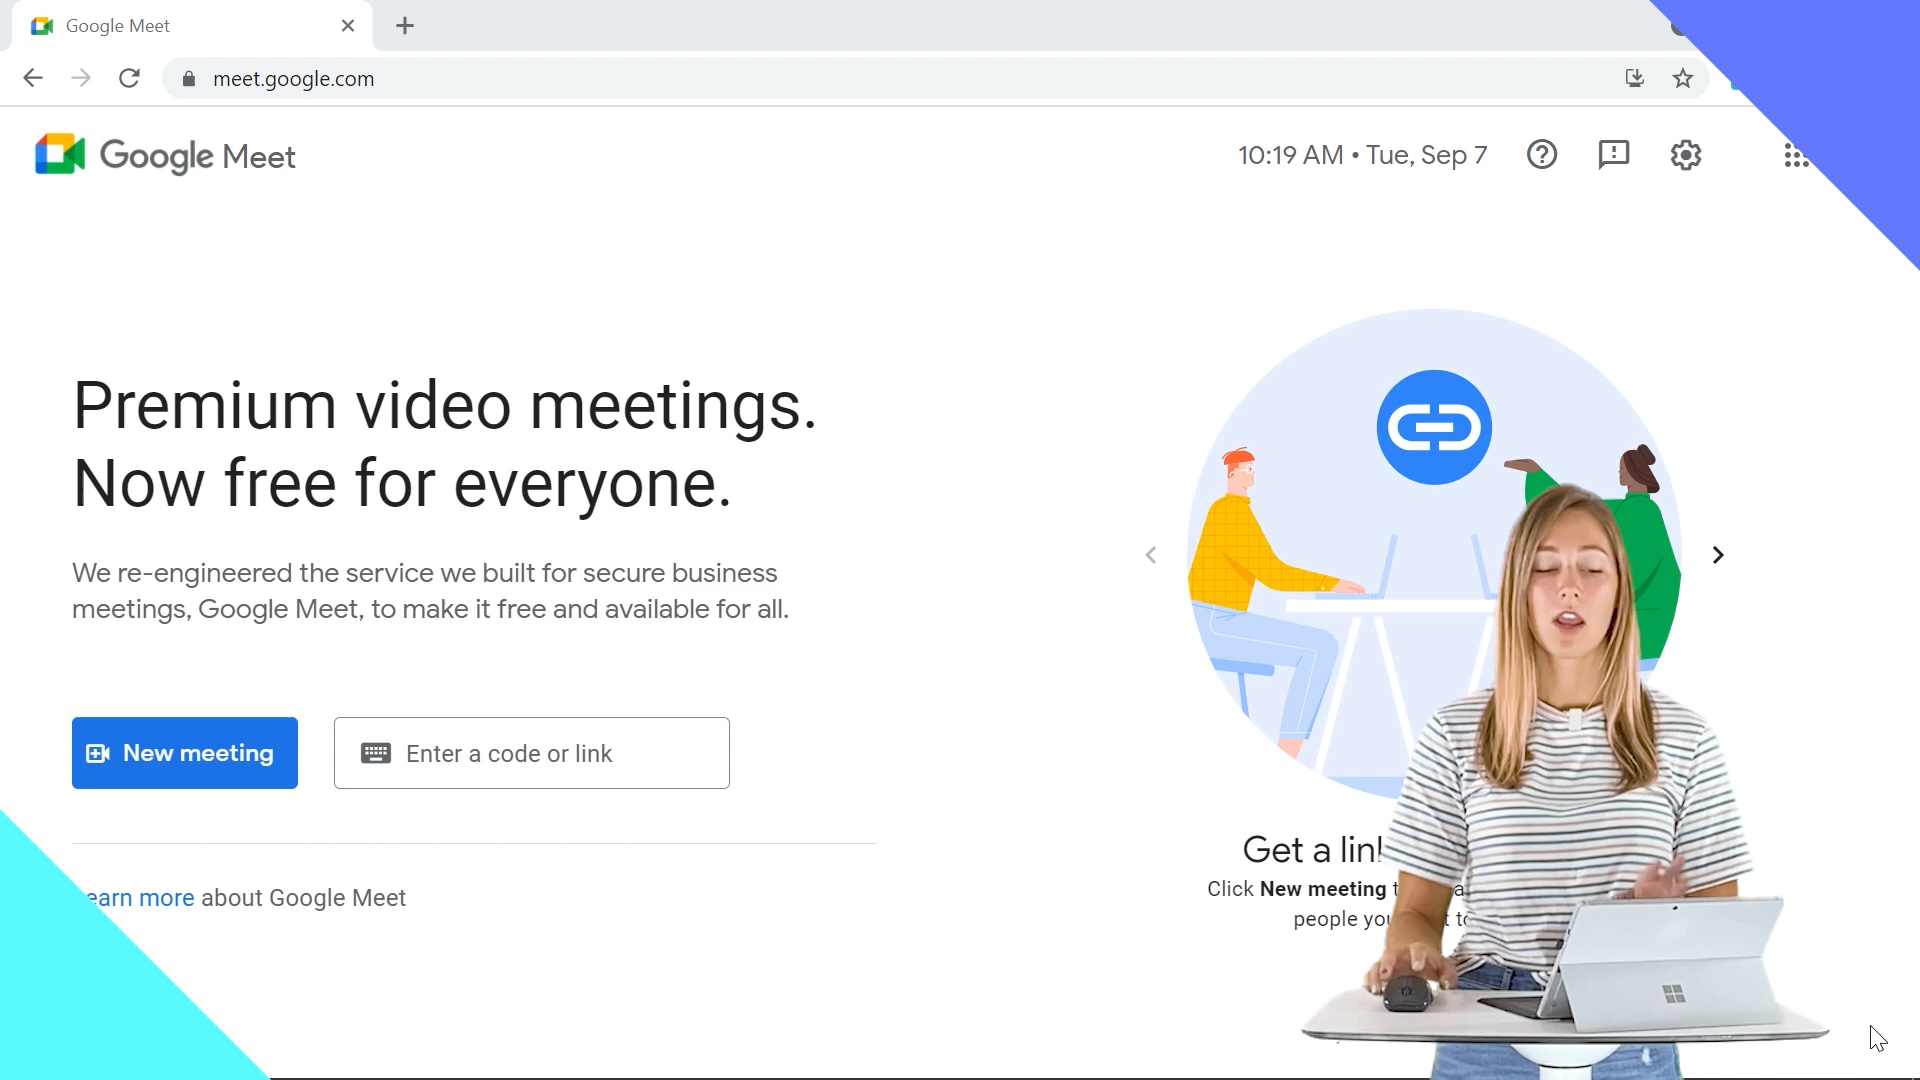 Google Meet
meet.google.com
Google Meet
10:19 AM • Tue, Sep 7
Premium video meetings.
Now free for everyone.
We re-engineered the service we built for secure business
meetings, Google Meet, to make it free and available for all.
New meeting
Enter a code or link
earn more about Google Meet
Get a lin
Click New meeting t
people you